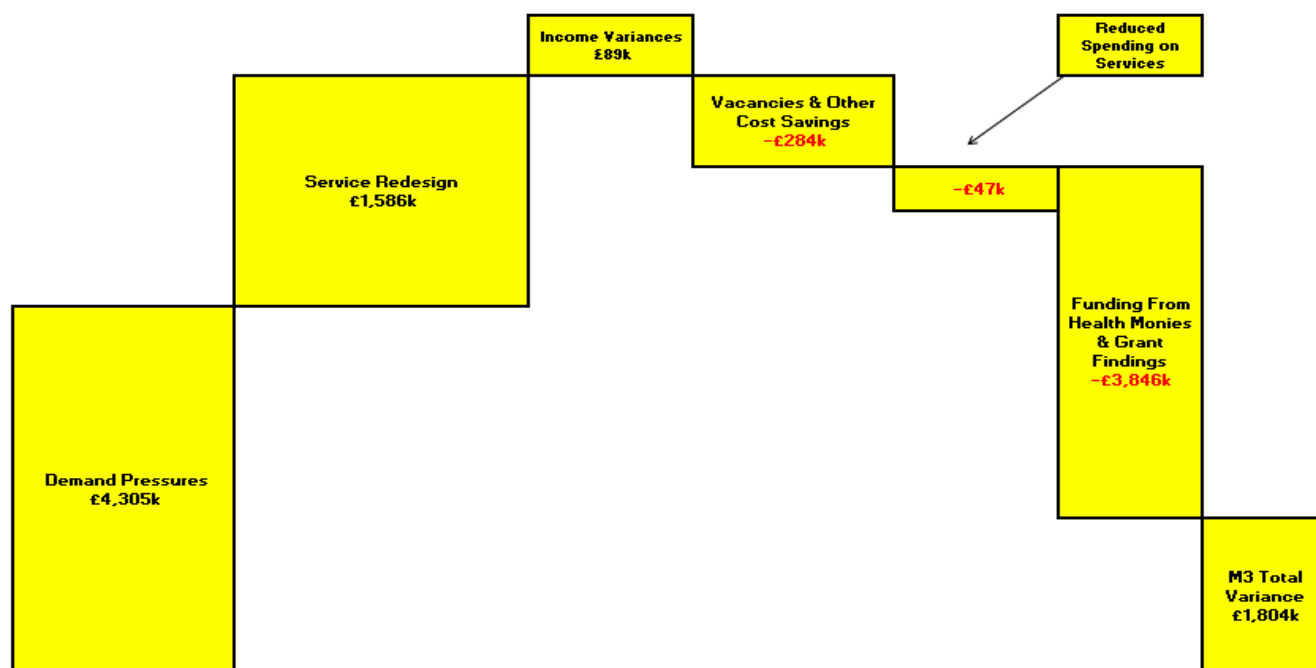 Income Variances
£89k
Reduced
Spending on
Services
Vacancies & Other
Cost Savings
-£284k
Service Redesign
£1,586k
-£47k
Funding From
Health Monies
& Grant
Findings
-£3,846k
Demand Pressures
£4,305k
M3 Total
Variance
£1,804k